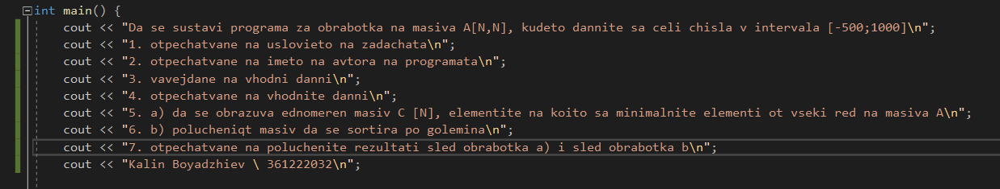 int main() {
cout << "Da se sustavi programa za obrabotka na masiva A[N,N], kudeto dannite sa celi chisla v intervala [-500;1000]\n";
cout << "1. otpechatvane na uslovieto na zadachata\n";
cout << "2. otpechatvane na imeto na avtora na programata\n";
cout << "3. vavejdane na vhodni danni\n";
cout << "4. otpechatvane na vhodnite danni\n";
cout << "5. a) da se obrazuva ednomeren masiv C [N], elementite na koito sa minimalnite elementi ot vseki red na masiva A\n";
cout << "6. b) polucheniqt masiv da se sortira po golemina\n";
cout << "7. otpechatvane na poluchenite rezultati sled obrabotka a) i sled obrabotka b\n";
cout << "Kalin Boyadzhiev \ 361222032\n";